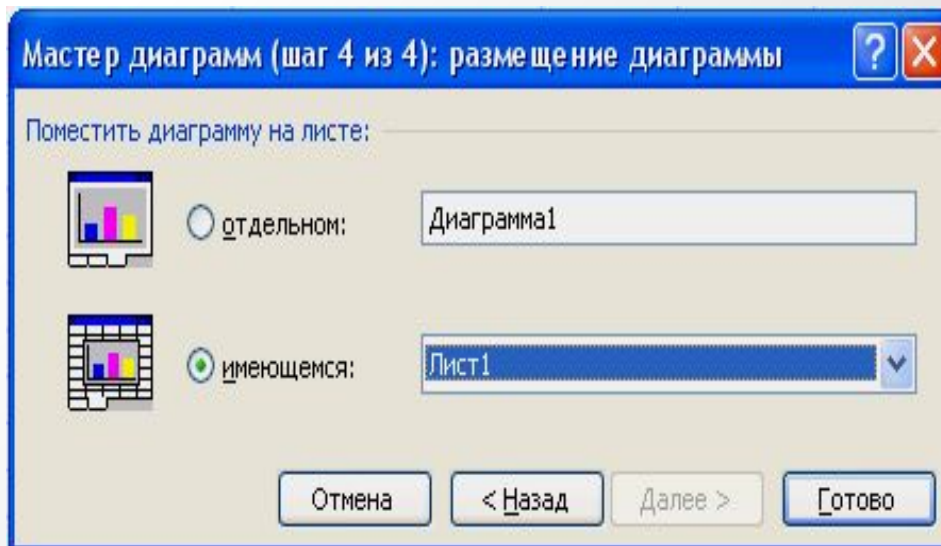 Мастер диаграмм (шаг 4 из 4): размещение диаграммы
Поместить диаграмму на листе:
отдельном: Диаграмма1
имеющемся: Лист1
Отмена < Назад Далее > Готово